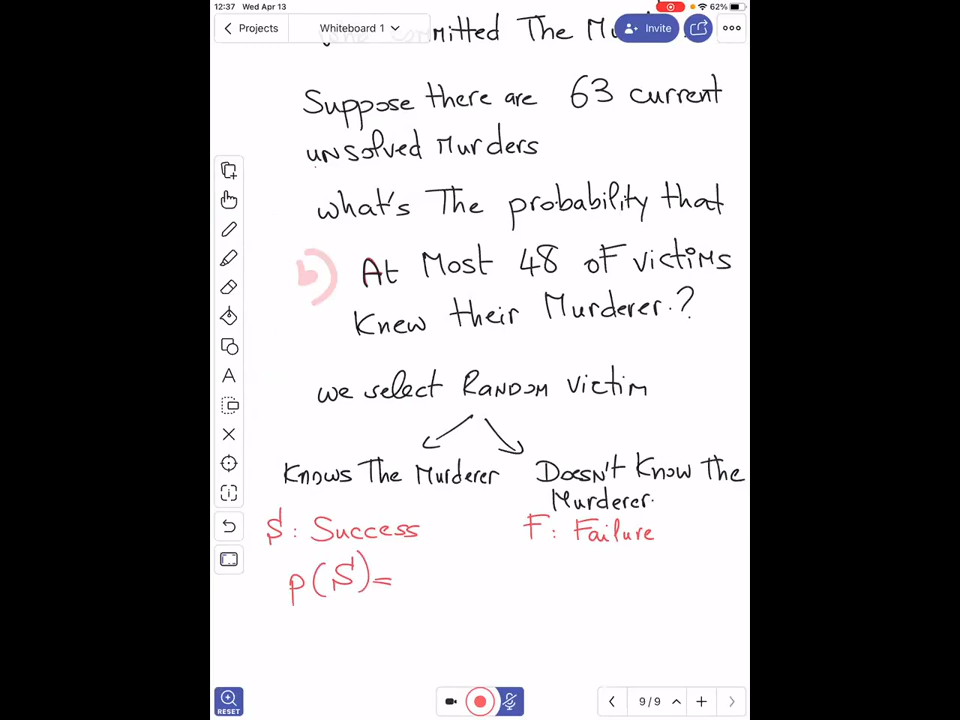 12:37 Wed Apr 13
62%
Projects
Whiteboard 1
Invite
committed The
Suppose there are 63 current
unsolved Murders
what's The probability that
b) At Most 48 of victims
Knew their Murderer.?
we select Random victim
Knows The Murderer
Doesn't Know The
Murderer.
S: Success
F: Failure
p(S)=
A
RESET
9/9